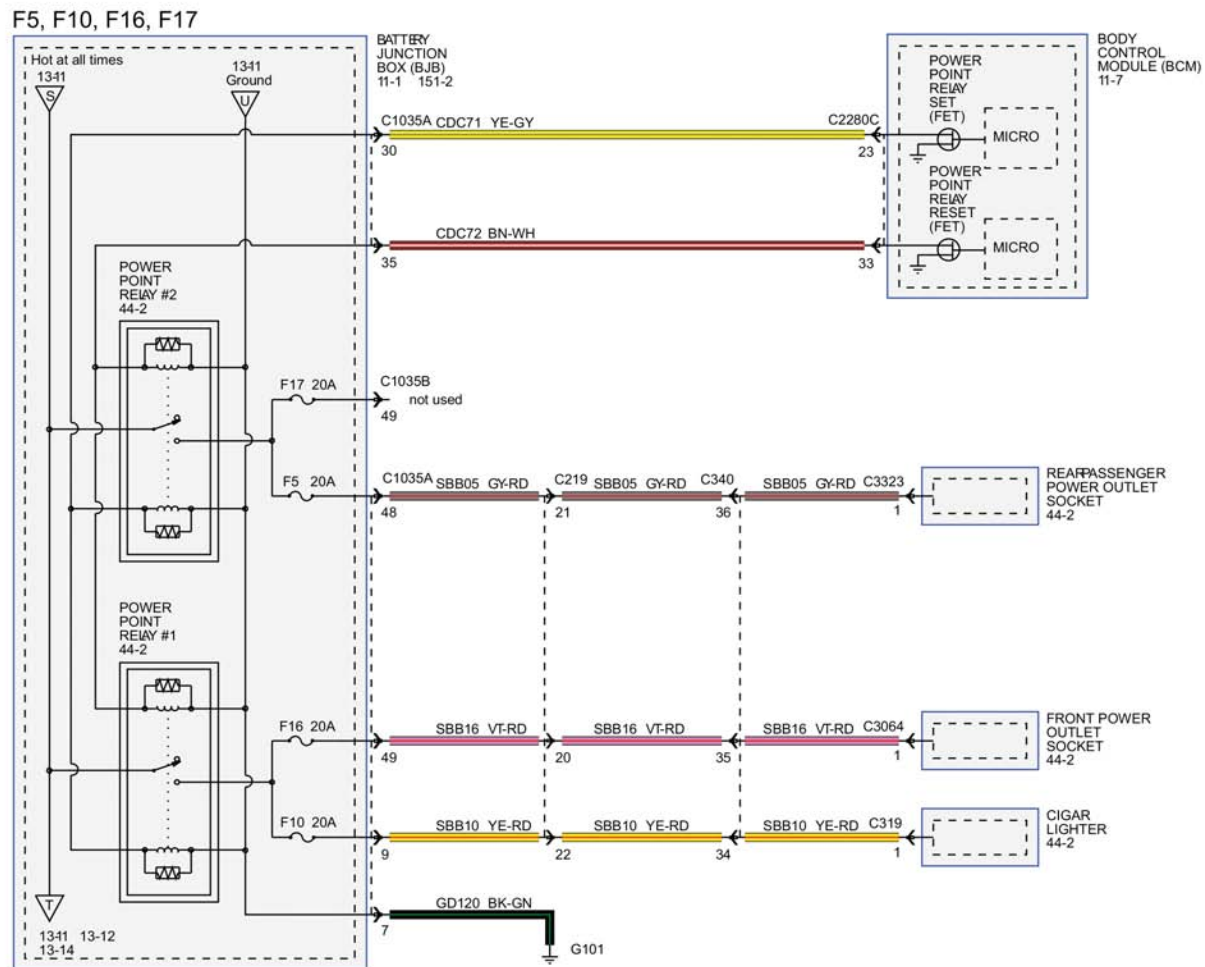 F5, F10, F16, F17
Hot at all times
13-11
S
13-11
Ground
U
BATTERY
JUNCTION
BOX (BJB)
11-1 151-2
BODY
CONTROL
MODULE (BCM)
11-7
POWER
POINT
RELAY
SET
(FET)
MICRO
C1035A CDC71 YE-GY C2280C
30 23
POWER
POINT
RELAY
RESET
(FET)
MICRO
CDC72 BN-WH
35 33
POWER
POINT
RELAY #2
44-2
F17 20A
C1035B
not used
49
F5 20A
C1035A SBB05 GY-RD C219 SBB05 GY-RD C340 SBB05 GY-RD C3323
48 21 36 1
REAR PASSENGER
POWER OUTLET
SOCKET
44-2
POWER
POINT
RELAY #1
44-2
F16 20A
SBB16 VT-RD SBB16 VT-RD SBB16 VT-RD C3064
49 20 35 1
FRONT POWER
OUTLET
SOCKET
44-2
F10 20A
SBB10 YE-RD SBB10 YE-RD SBB10 YE-RD C319
9 22 34 1
CIGAR
LIGHTER
44-2
T
13-11 13-12
13-14
GD120 BK-GN
7
G101